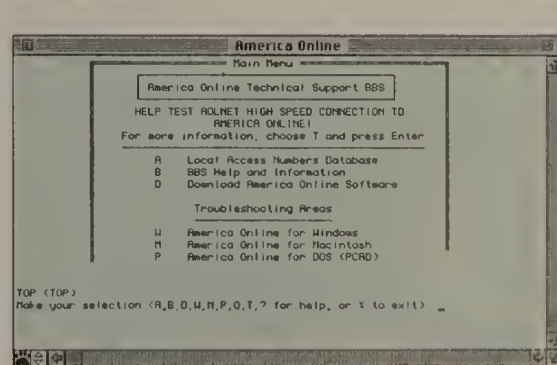 America Online
Main Menu
America Online Technical Support BBS
HELP TEST AOLNET HIGH SPEED CONNECTION TO
AMERICA ONLINE!
For more information, choose T and press Enter
A Local Access Numbers Database
B BBS Help and Information
D Download America Online Software
Troubleshooting Areas
W America Online for Windows
M America Online for Macintosh
P America Online for DOS (PCAO)
TOP (TOP)
Make your selection (A,B,D,W,M,P,Q,T,? for help, or X to exit) _